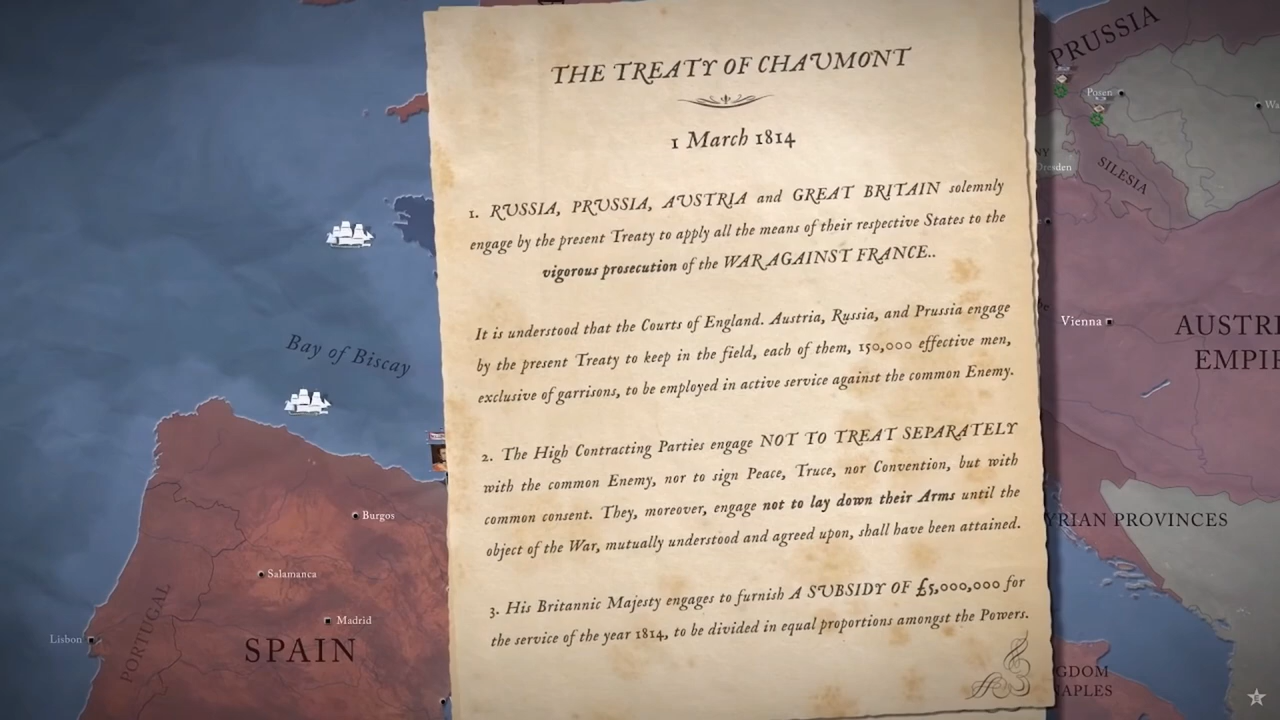 THE TREATY OF CHAUMONT
1 March 1814
1. RUSSIA, PRUSSIA, AUSTRIA and GREAT BRITAIN solemnly
engage by the present Treaty to apply all the means of their respective States to the
vigorous prosecution of the WAR AGAINST FRANCE..
It is understood that the Courts of England. Austria, Russia, and Prussia engage
by the present Treaty to keep in the field, each of them, 150,000 effective men,
exclusive of garrisons, to be employed in active service against the common Enemy.
2. The High Contracting Parties engage NOT TO TREAT SEPARATELY
with the common Enemy, nor to sign Peace, Truce, nor Convention, but with
common consent. They, moreover, engage not to lay down their Arms until the
object of the War, mutually understood and agreed upon, shall have been attained.
3. His Britannic Majesty engages to furnish A SUBSIDY OF £5,000,000 for
the service of the year 1814, to be divided in equal proportions amongst the Powers.
Bay of Biscay
Burgos
Salamanca
Madrid
SPAIN
PORTUGAL
Lisbon
PRUSSIA
Posen
Dresden
SILESIA
Vienna
AUSTRI
EMPI
YRIAN PROVINCES
GDOM
NAPLES